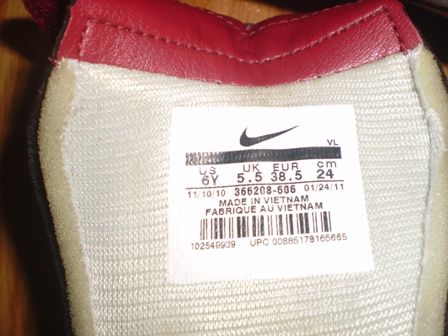 VL
US UK EUR cm
6Y 5.5 38.5 24
11/10/10 366208-606 01/24/11
MADE IN VIETNAM
FABRIQUE AU VIETNAM
102549939 UPC 00885178165665